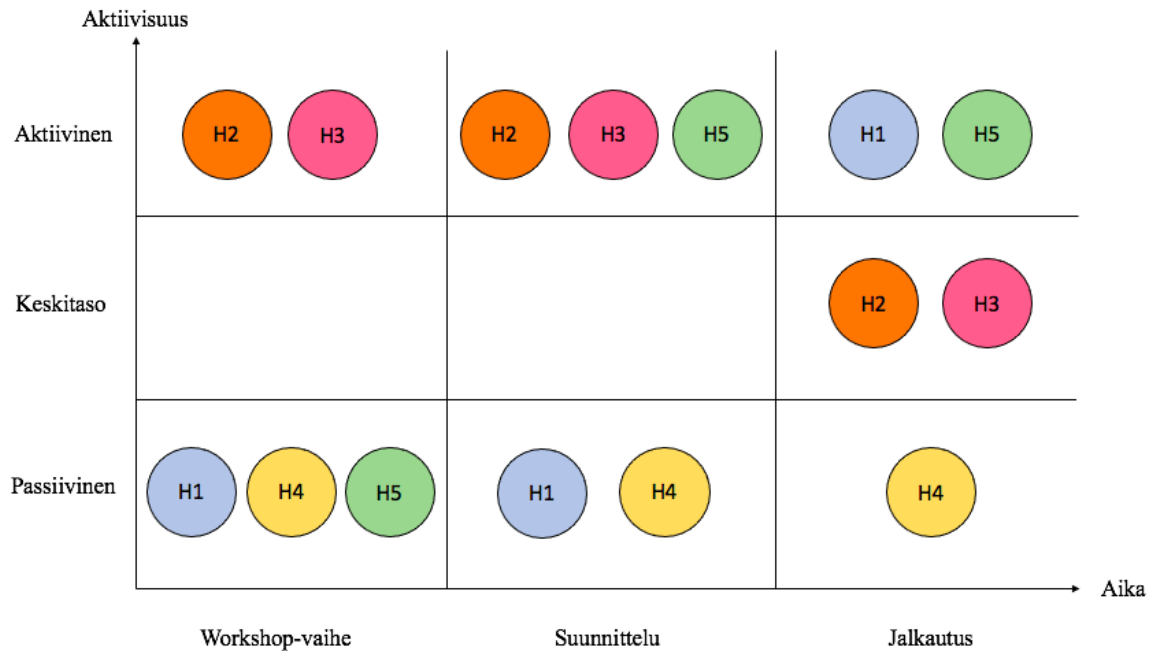 Aktiivisuus
Aktiivinen
H2 H3 H2 H3 H5 H1 H5
Keskitaso
H2 H3
Passiivinen
H1 H4 H5 H1 H4 H4
Aika
Workshop-vaihe Suunnittelu Jalkautus